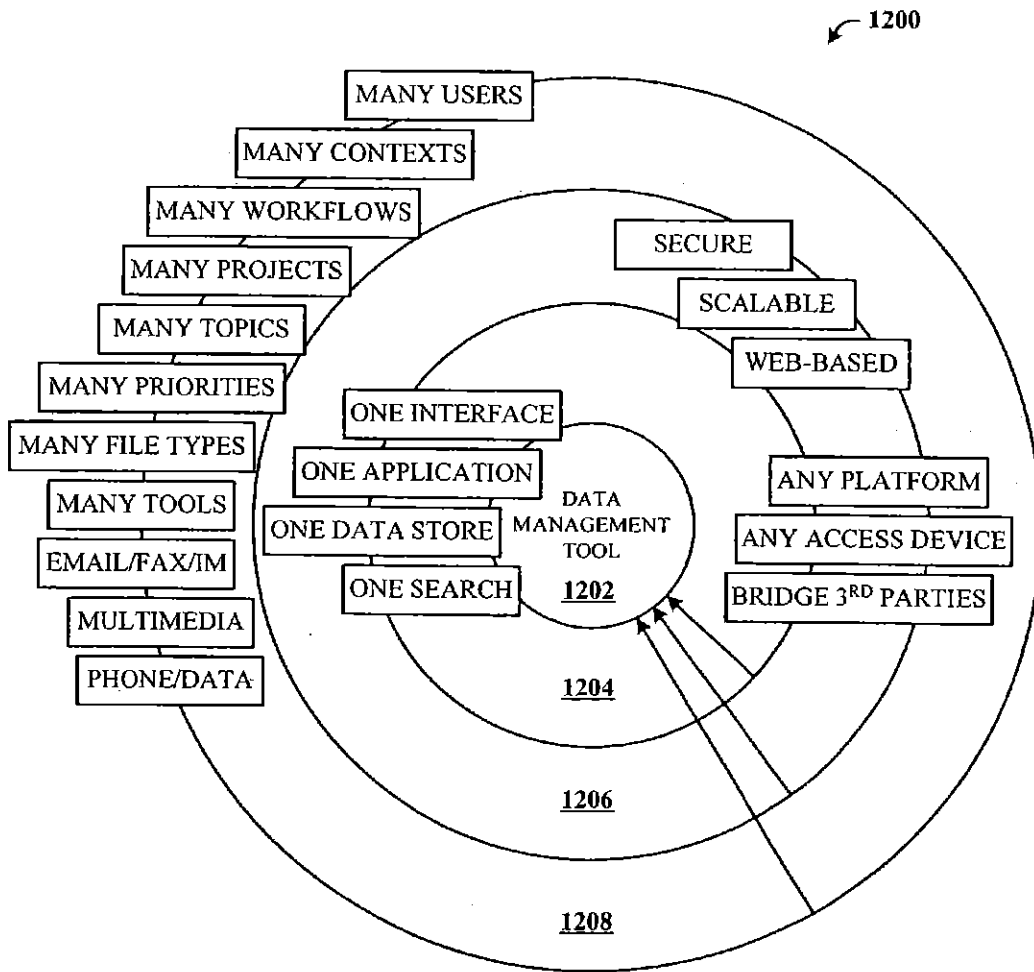 1200
MANY USERS
MANY CONTEXTS
MANY WORKFLOWS
MANY PROJECTS
MANY TOPICS
MANY PRIORITIES
MANY FILE TYPES
MANY TOOLS
EMAIL/FAX/IM
MULTIMEDIA
PHONE/DATA
SECURE
SCALABLE
WEB-BASED
ONE INTERFACE
ONE APPLICATION
ONE DATA STORE
ONE SEARCH
DATA
MANAGEMENT
TOOL
1202
ANY PLATFORM
ANY ACCESS DEVICE
BRIDGE 3RD PARTIES
1204
1206
1208